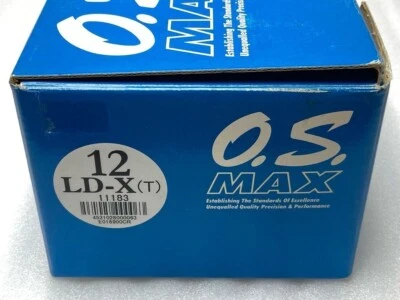 O.S.
MAX
Establishing The Standards Of Excellence
Unequalled Quality Precision & Performance
12
LD-X(T)
11183
O.S.
MAX
Establishing The Standards Of Excellence
Unequalled Quality Precision & Performance